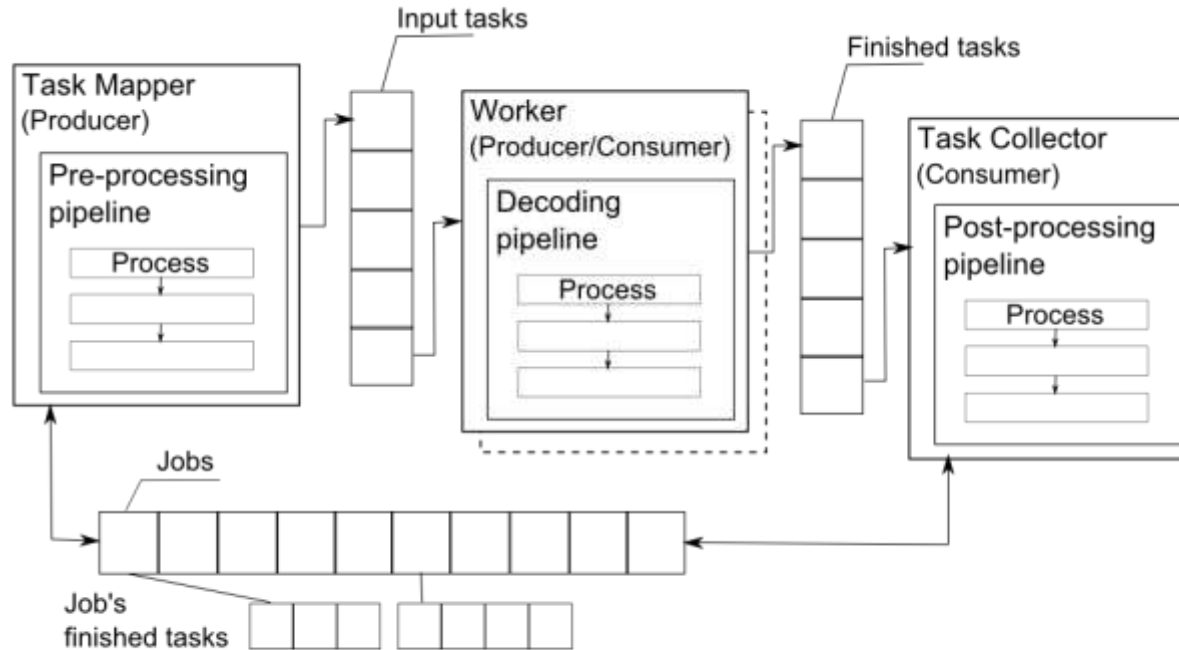 Input tasks
Finished tasks
Task Mapper
(Producer)
Pre-processing
pipeline
Process
Worker
(Producer/Consumer)
Decoding
pipeline
Process
Task Collector
(Consumer)
Post-processing
pipeline
Process
Jobs
Job's
finished tasks